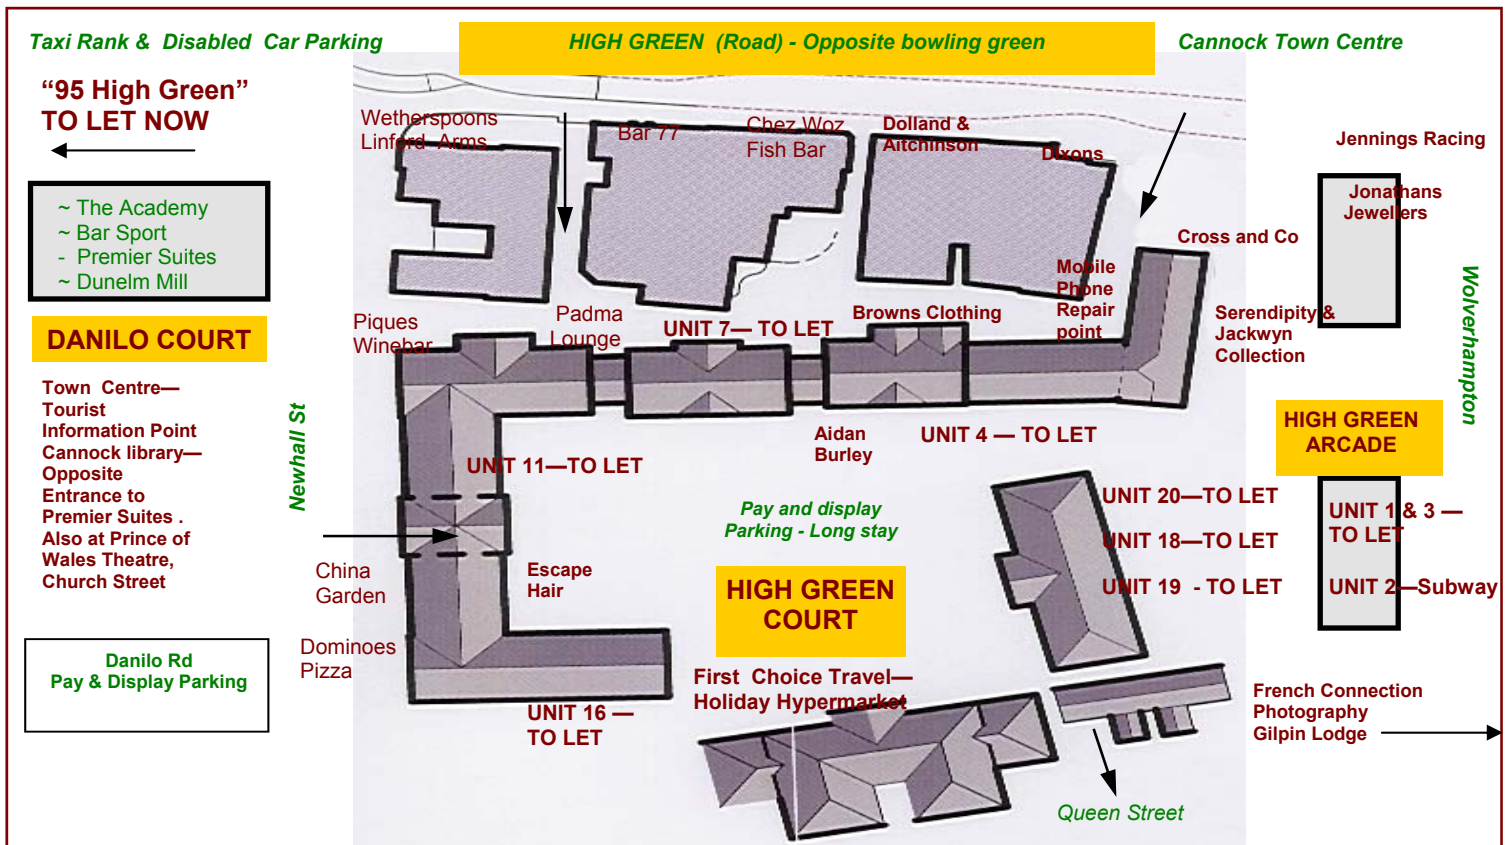 Taxi Rank & Disabled Car Parking
HIGH GREEN (Road) - Opposite bowling green
Cannock Town Centre
“95 High Green”
TO LET NOW
~ The Academy
~ Bar Sport
- Premier Suites
~ Dunelm Mill
DANILO COURT
Town Centre—
Tourist
Information Point
Cannock library—
Opposite
Entrance to
Premier Suites .
Also at Prince of
Wales Theatre,
Church Street
Danilo Rd
Pay & Display Parking
Newhall St
Wetherspoons
Linford Arms
Bar 77
Chez Woz
Fish Bar
Dolland &
Aitchinson
Dixons
Jennings Racing
Jonathans
Jewellers
Cross and Co
Mobile
Phone
Repair
point
Serendipity &
Jackwyn
Collection
Wolverhampton
Piques
Winebar
Padma
Lounge
UNIT 7— TO LET
Browns Clothing
UNIT 11—TO LET
Aidan
Burley
UNIT 4 — TO LET
HIGH GREEN
ARCADE
Pay and display
Parking - Long stay
UNIT 20—TO LET
UNIT 18—TO LET
UNIT 19 - TO LET
UNIT 1 & 3 —
TO LET
UNIT 2—Subway
China
Garden
Escape
Hair
HIGH GREEN
COURT
Dominoes
Pizza
First Choice Travel—
Holiday Hypermarket
UNIT 16 —
TO LET
French Connection
Photography
Gilpin Lodge
Queen Street